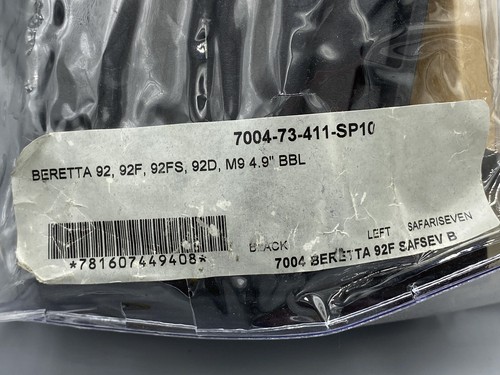 7004-73-411-SP10
BERETTA 92, 92F, 92FS, 92D, M9 4.9" BBL
BLACK LEFT SAFARISEVEN
*781607449408*
7004 BERETTA 92F SAFSEV B